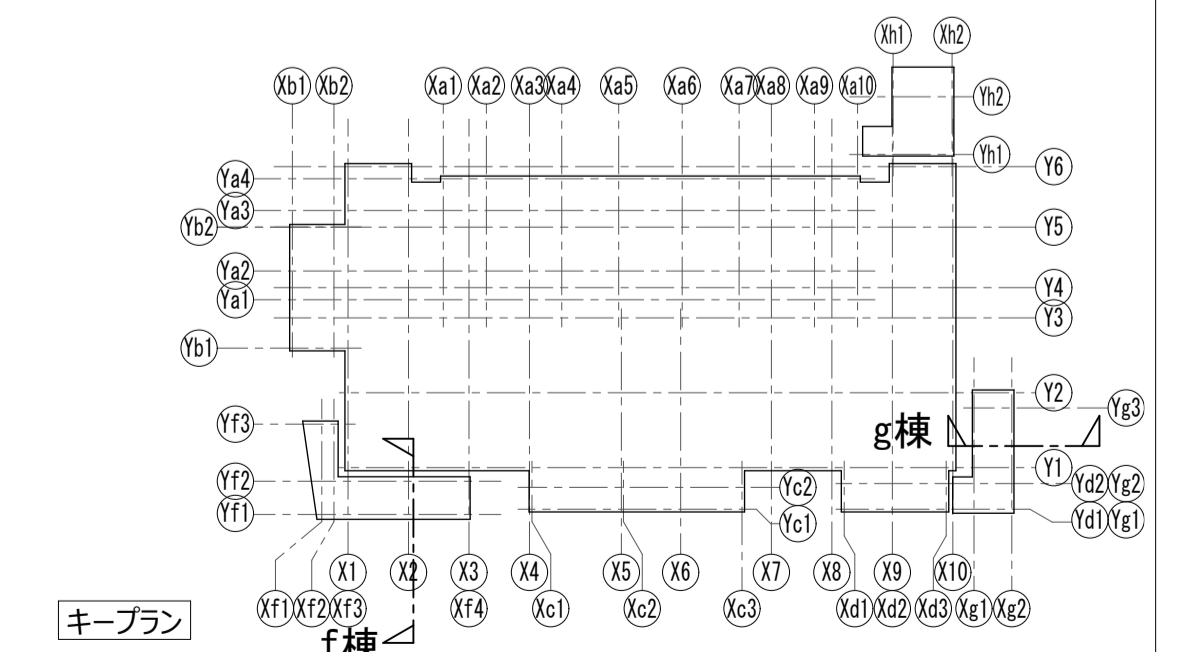 Xh1 Xh2
Xb1 Xb2 Xa1 Xa2 Xa3 Xa4 Xa5 Xa6 Xa7 Xa8 Xa9 Xa10
Yh2
Yh1
Ya4 Y6
Ya3
Yb2 Y5
Ya2
Ya1 Y4
Y3
Yb1
Y2
Yf3 g棟 Yg3
Y1
Yf2 Yc2 Yd2 Yg2
Yf1 Yc1 Yd1 Yg1
X1 X2 X3 X4 X5 X6 X7 X8 X9 X10
Xf1 Xf2 Xf3 Xf4 Xc1 Xc2 Xc3 Xd1 Xd2 Xd3 Xg1 Xg2
キープラン
f棟